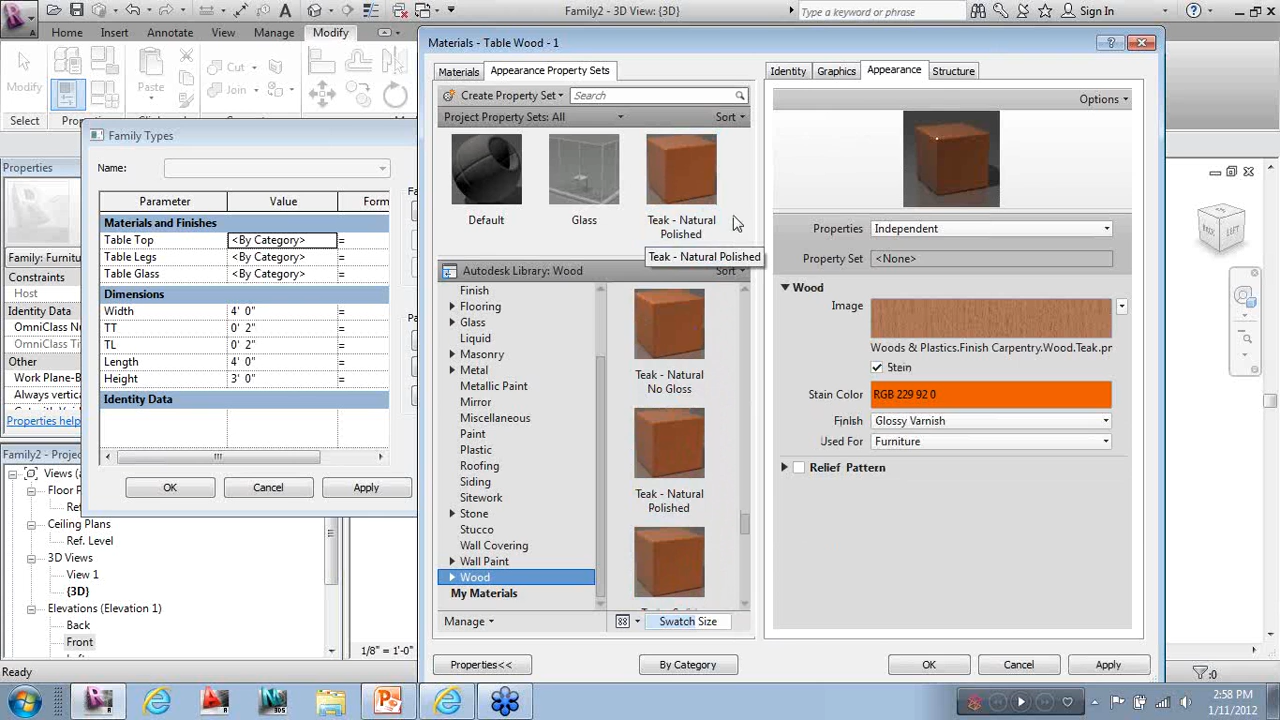 Family2 - 3D View: {3D}
Type a keyword or phrase
Sign In
Home
Insert
Annotate
View
Manage
Modify
Modify
Paste
Cut
Join
Select
Materials - Table Wood - 1
Materials
Appearance Property Sets
Identity
Graphics
Appearance
Structure
Create Property Set
Search
Options
Project Property Sets: All
Sort
Default
Glass
Teak - Natural
Polished
Teak - Natural Polished
Autodesk Library: Wood
Sort
Finish
Flooring
Glass
Liquid
Masonry
Metal
Metallic Paint
Mirror
Miscellaneous
Paint
Plastic
Roofing
Siding
Sitework
Stone
Stucco
Wall Covering
Wall Paint
Wood
My Materials
Teak - Natural
No Gloss
Teak - Natural
Polished
Manage
Swatch Size
Properties
Independent
Property Set
<None>
Wood
Image
Woods & Plastics.Finish Carpentry.Wood.Teak.pr
Stain
Stain Color
RGB 229 92 0
Finish
Glossy Varnish
Used For
Furniture
Relief Pattern
Properties<<
By Category
OK
Cancel
Apply
Family Types
Name:
Parameter
Value
Form
Materials and Finishes
Table Top
<By Category>
=
Table Legs
<By Category>
=
Table Glass
<By Category>
=
Dimensions
Width
4' 0"
=
TT
0' 2"
=
TL
0' 2"
=
Length
4' 0"
=
Height
3' 0"
=
Identity Data
OK
Cancel
Apply
Properties
Family: Furnitu
Constraints
Host
Identity Data
OmniClass Nu
OmniClass Tit
Other
Work Plane-B
Always vertica
Properties help
Family2 - Proje
Views (a
Floor P
Ref
Ceiling Plans
Ref. Level
3D Views
View 1
{3D}
Elevations (Elevation 1)
Back
Front
1/8" = 1'-0"
Ready
:0
2:58 PM
1/11/2012